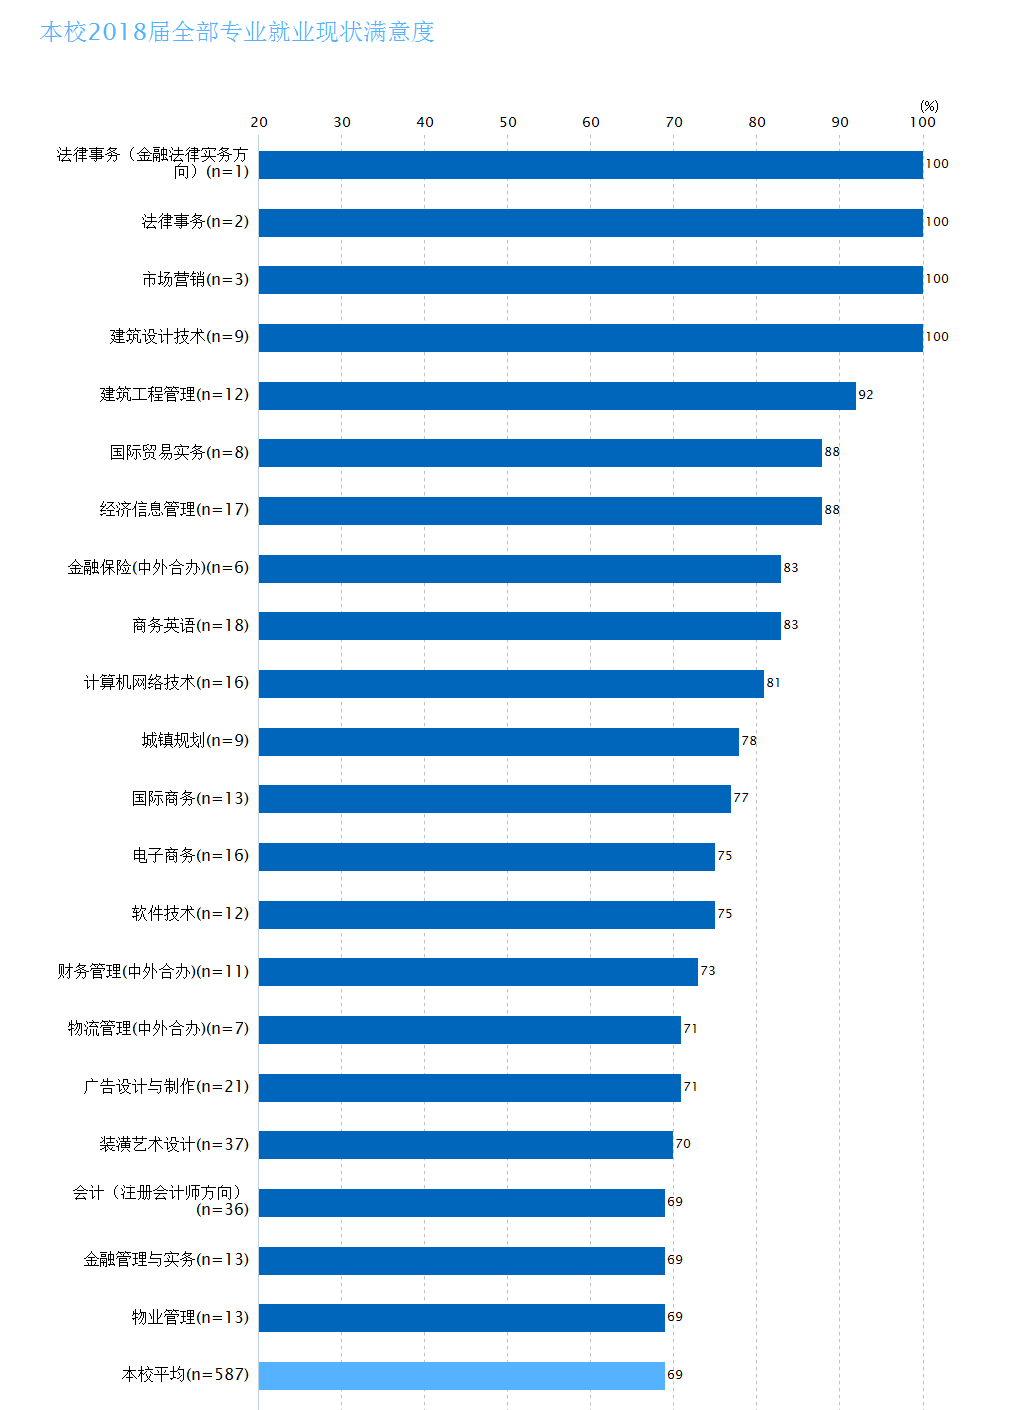 本校2018届全部专业就业现状满意度
(%)
20 30 40 50 60 70 80 90 100
法律事务（金融法律实务方
向）(n=1) 100
法律事务(n=2) 100
市场营销(n=3) 100
建筑设计技术(n=9) 100
建筑工程管理(n=12) 92
国际贸易实务(n=8) 88
经济信息管理(n=17) 88
金融保险(中外合办)(n=6) 83
商务英语(n=18) 83
计算机网络技术(n=16) 81
城镇规划(n=9) 78
国际商务(n=13) 77
电子商务(n=16) 75
软件技术(n=12) 75
财务管理(中外合办)(n=11) 73
物流管理(中外合办)(n=7) 71
广告设计与制作(n=21) 71
装潢艺术设计(n=37) 70
会计（注册会计师方向）
(n=36) 69
金融管理与实务(n=13) 69
物业管理(n=13) 69
本校平均(n=587) 69